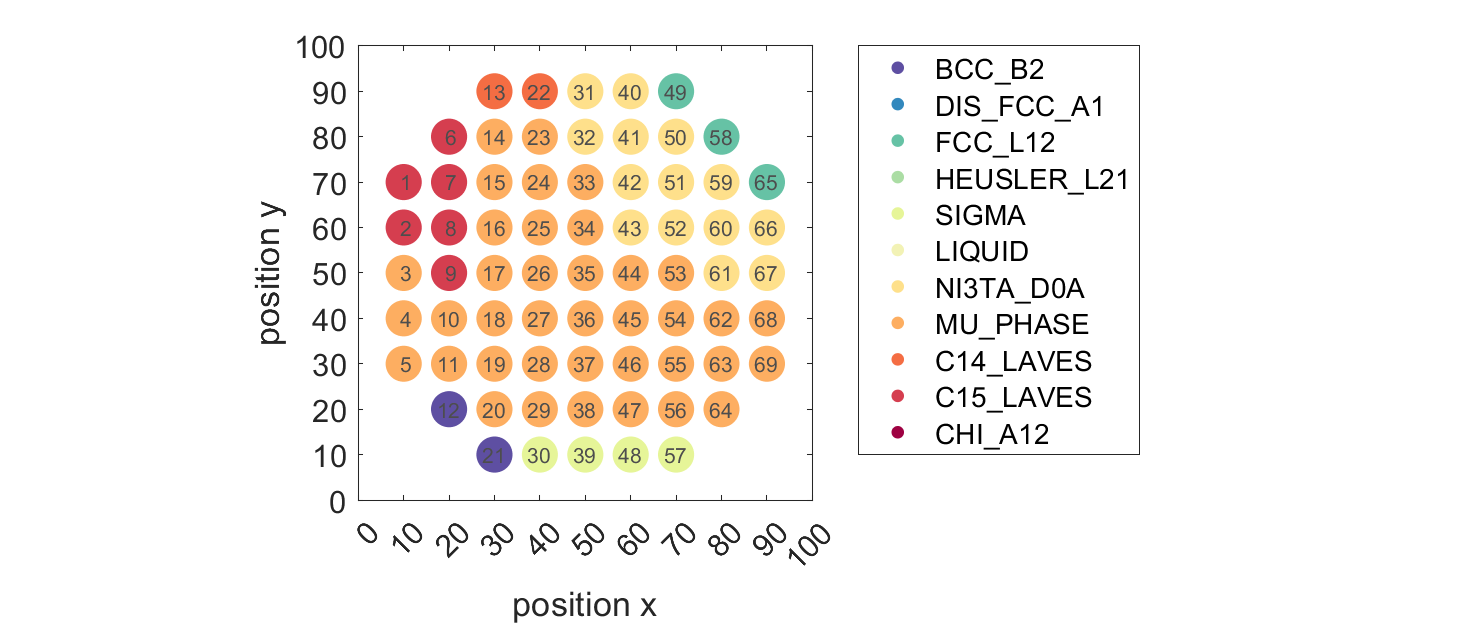 100
90 13 22 31 40 49
80 6 14 23 32 41 50 58
70 1 7 15 24 33 42 51 59 65
60 2 8 16 25 34 43 52 60 66
50 3 9 17 26 35 44 53 61 67
40 4 10 18 27 36 45 54 62 68
30 5 11 19 28 37 46 55 63 69
20 12 20 29 38 47 56 64
10 21 30 39 48 57
0
0 10 20 30 40 50 60 70 80 90 100
position x
position y
BCC_B2
DIS_FCC_A1
FCC_L12
HEUSLER_L21
SIGMA
LIQUID
NI3TA_D0A
MU_PHASE
C14_LAVES
C15_LAVES
CHI_A12